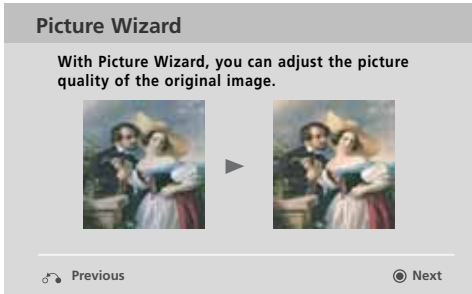 Picture Wizard
With Picture Wizard, you can adjust the picture
quality of the original image.
Previous
Next